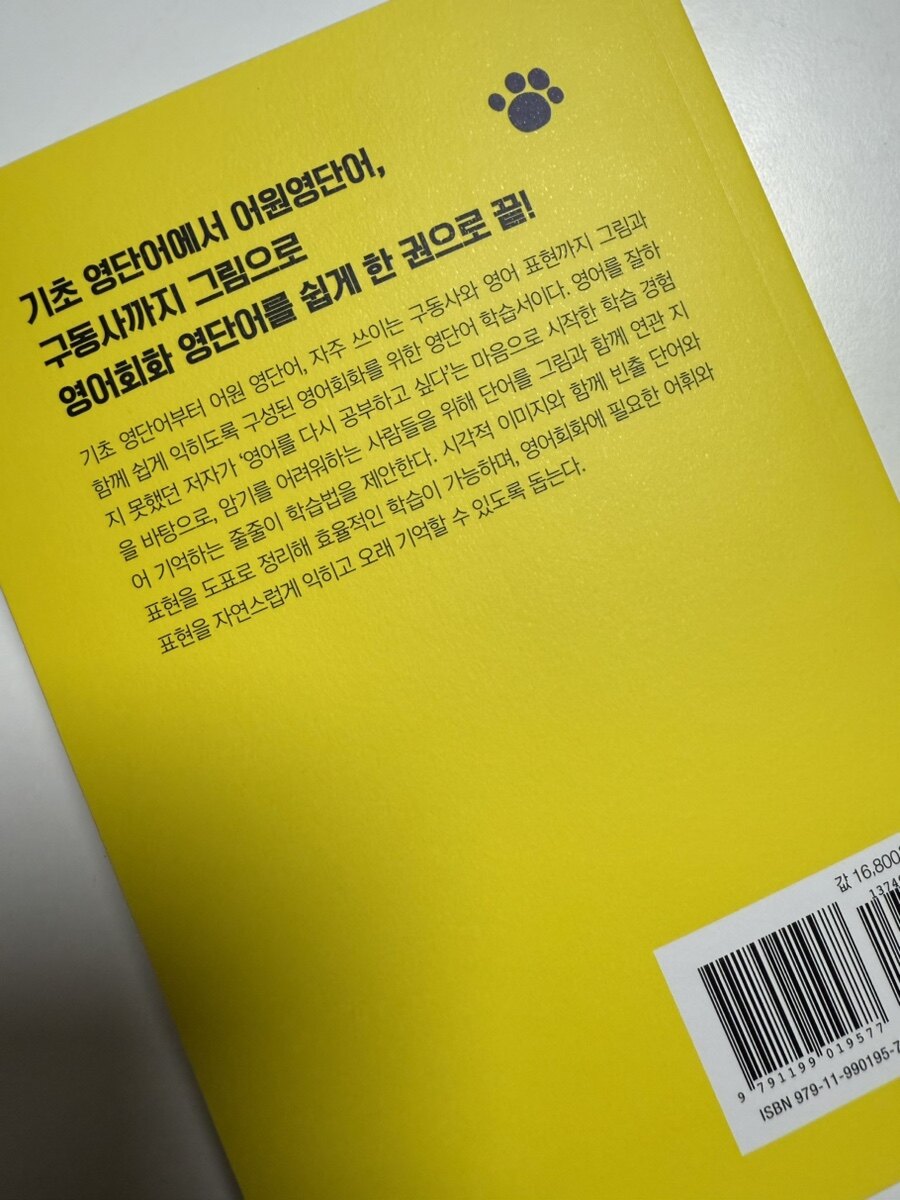 기초 영단어에서 어원영단어,
구동사까지 그림으로
영어회화 영단어를 쉽게 한 권으로 끝!
기초 영단어부터 어원 영단어, 자주 쓰이는 구동사와 영어 표현까지 그림과
함께 쉽게 익히도록 구성된 영어회화를 위한 영단어 학습서이다. 영어를 잘하
지 못했던 저자가 ‘영어를 다시 공부하고 싶다’는 마음으로 시작한 학습 경험
을 바탕으로, 암기를 어려워하는 사람들을 위해 단어를 그림과 함께 연관 지
어 기억하는 줄줄이 학습법을 제안한다. 시각적 이미지와 함께 빈출 단어와
표현을 도표로 정리해 효율적인 학습이 가능하며, 영어회화에 필요한 어휘와
표현을 자연스럽게 익히고 오래 기억할 수 있도록 돕는다.
값 16,800
1374
9 791199 019577
ISBN 979-11-990195-7